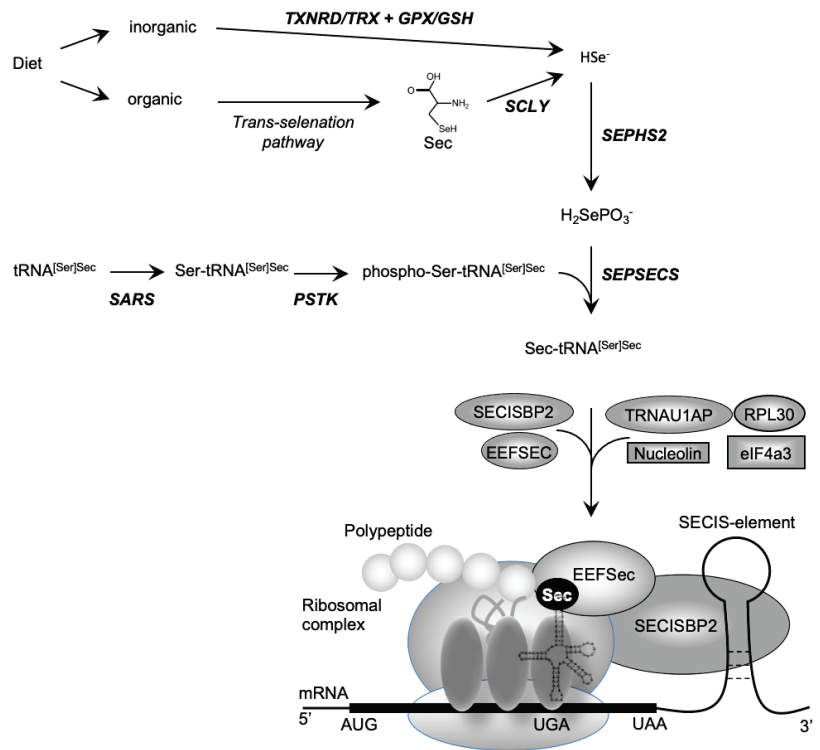 TXNRD/TRX + GPX/GSH
inorganic
HSe⁻
Diet
organic
OH
O
NH₂
SeH
Sec
SCLY
Trans-selenation
pathway
SEPHS2
H₂SePO₃⁻
tRNA[Ser]Sec
Ser-tRNA[Ser]Sec
phospho-Ser-tRNA[Ser]Sec
SARS
PSTK
SEPSECS
Sec-tRNA[Ser]Sec
SECISBP2
TRNAU1AP
RPL30
EEFSEC
Nucleolin
eIF4a3
SECIS-element
Polypeptide
EEFSec
Sec
Ribosomal
complex
SECISBP2
mRNA
5'
AUG
UGA
UAA
3'